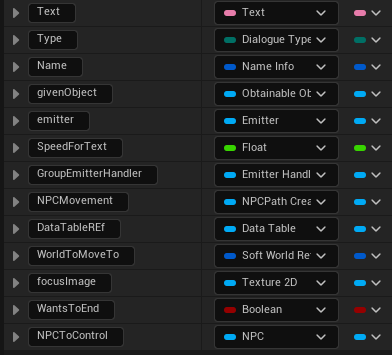 Text Text
Type Dialogue Type
Name Name Info
givenObject Obtainable Ob
emitter Emitter
SpeedForText Float
GroupEmitterHandler Emitter Handl
NPCMovement NPCPath Crea
DataTableREf Data Table
WorldToMoveTo Soft World Re
focusImage Texture 2D
WantsToEnd Boolean
NPCToControl NPC